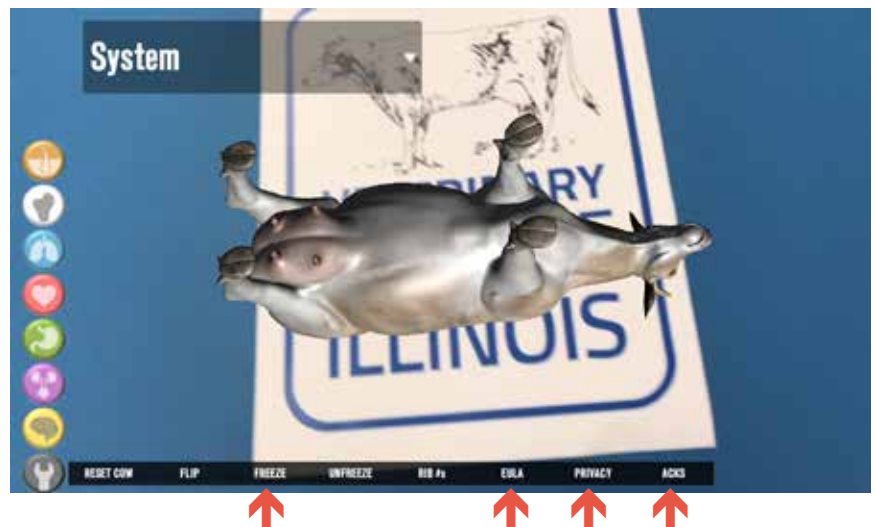 System
ILLINOIS
RESET COW FLIP FREEZE UNFREEZE RIB #s EULA PRIVACY ACKS